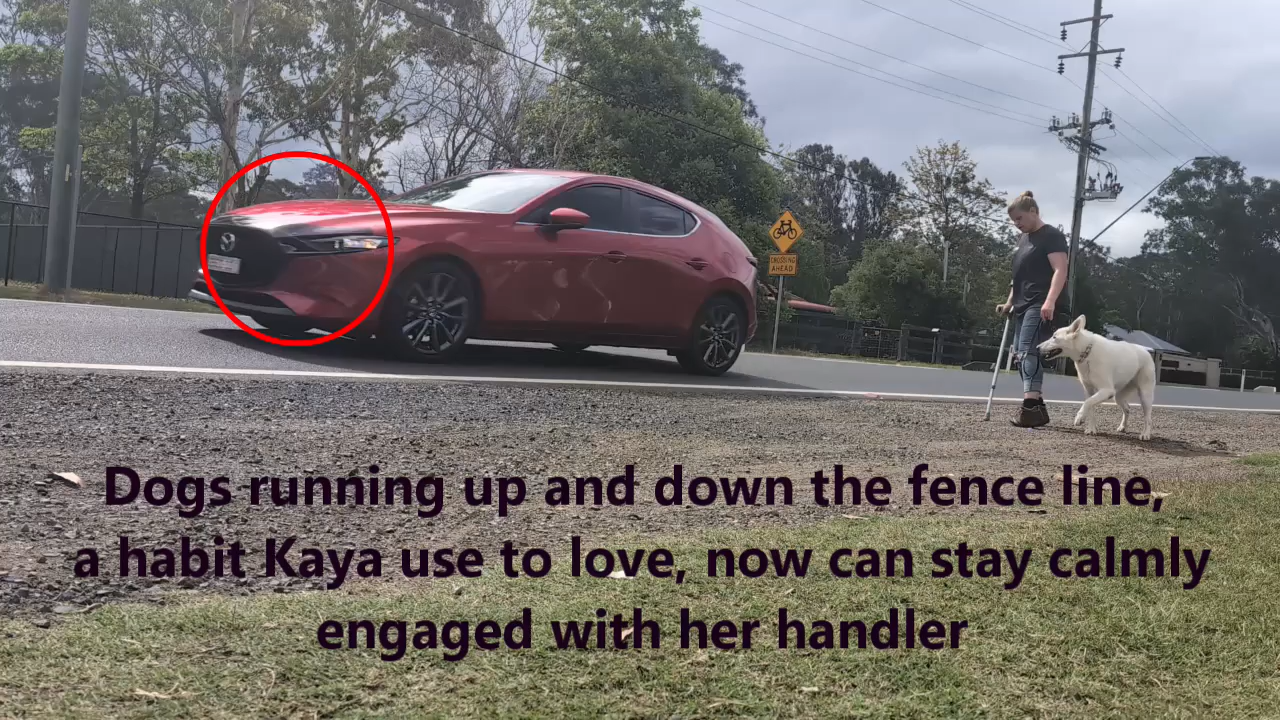 CROSSING
AHEAD
Dogs running up and down the fence line,
a habit Kaya use to love, now can stay calmly
engaged with her handler